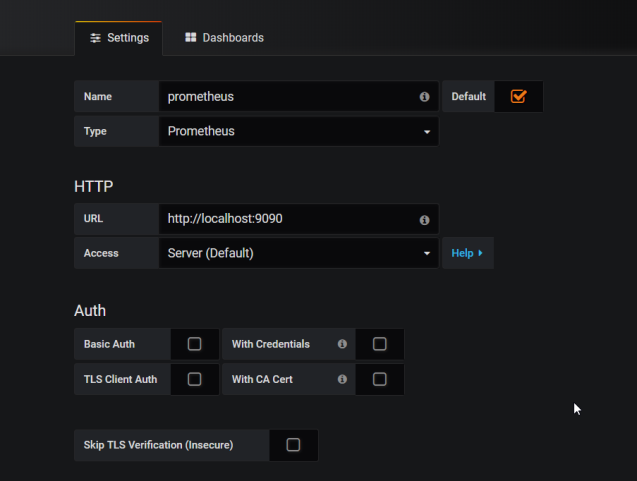 Settings Dashboards
Name prometheus Default
Type Prometheus
HTTP
URL http://localhost:9090
Access Server (Default) Help
Auth
Basic Auth With Credentials
TLS Client Auth With CA Cert
Skip TLS Verification (Insecure)